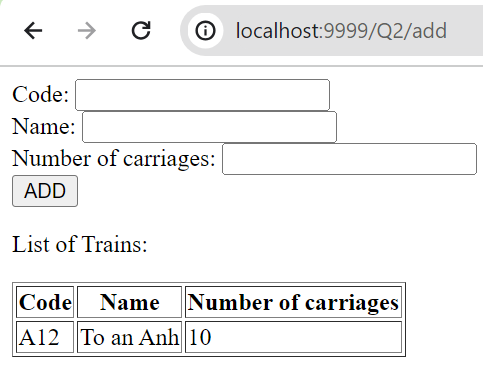 localhost:9999/Q2/add
Code:
Name:
Number of carriages:
ADD
List of Trains:
Code Name Number of carriages
A12 To an Anh 10